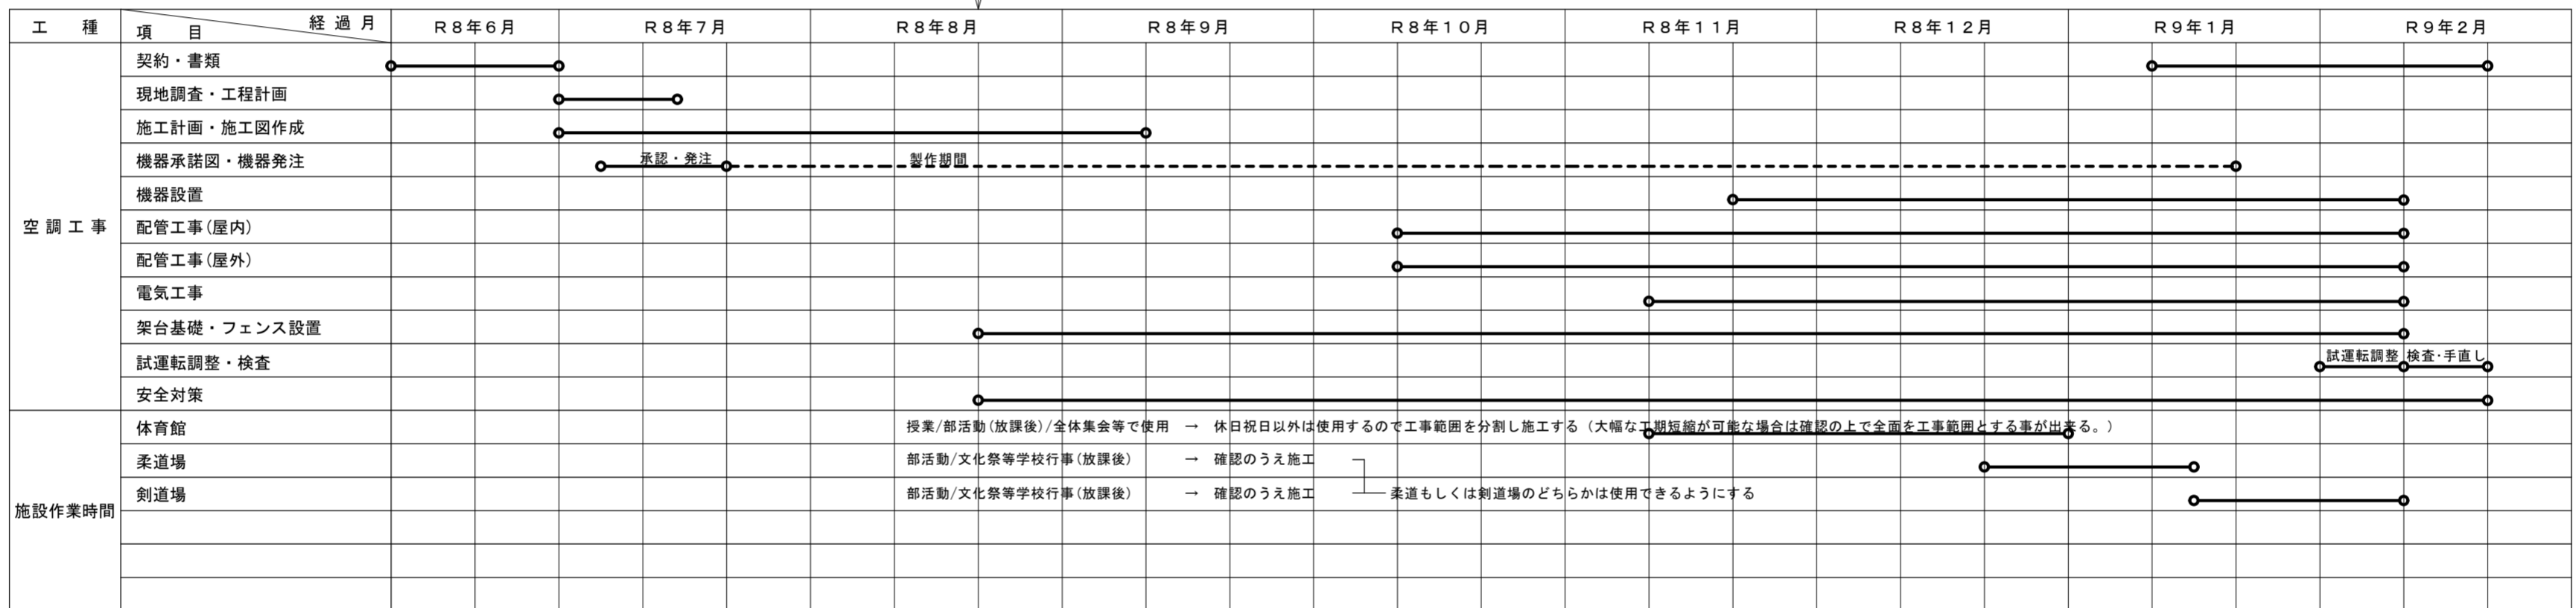 工 種 項 目 経 過 月 R8年6月 R8年7月 R8年8月 R8年9月 R8年10月 R8年11月 R8年12月 R9年1月 R9年2月
契約・書類
現地調査・工程計画
施工計画・施工図作成
機器承諾図・機器発注 承認・発注 製作期間
機器設置
空調工事 配管工事(屋内)
配管工事(屋外)
電気工事
架台基礎・フェンス設置
試運転調整・検査 試運転調整 検査・手直し
安全対策
体育館 授業/部活動(放課後)/全体集会等で使用 → 休日祝日以外は使用するので工事範囲を分割し施工する(大幅な工期短縮が可能な場合は確認の上で全面を工事範囲とする事が出来る。)
柔道場 部活動/文化祭等学校行事(放課後) → 確認のうえ施工
剣道場 部活動/文化祭等学校行事(放課後) → 確認のうえ施工 柔道もしくは剣道場のどちらかは使用できるようにする
施設作業時間